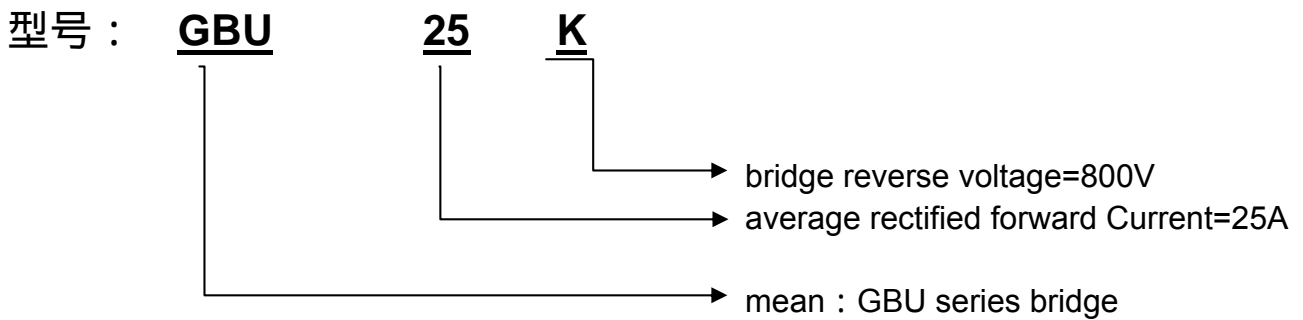 型号： GBU 25 K
bridge reverse voltage=800V
average rectified forward Current=25A
mean：GBU series bridge